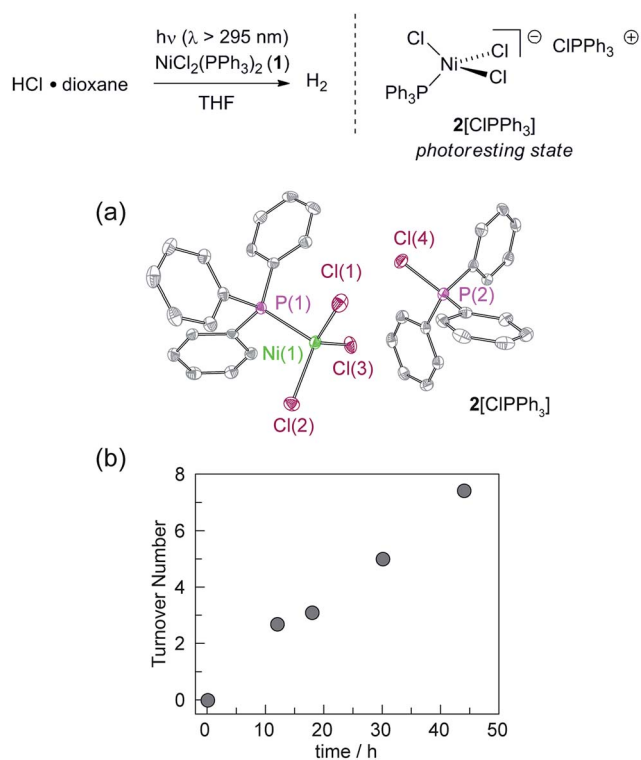 hν (λ > 295 nm)
NiCl2(PPh3)2 (1)
HCl • dioxane
H2
THF
Cl
Ni
Cl
Cl
Ph3P
⊖
ClPPh3
⊕
2[ClPPh3]
photoresting state
(a)
Cl(1)
P(1)
Ni(1)
Cl(3)
Cl(2)
Cl(4)
P(2)
2[ClPPh3]
(b)
Turnover Number
8
6
4
2
0
0 10 20 30 40 50
time / h